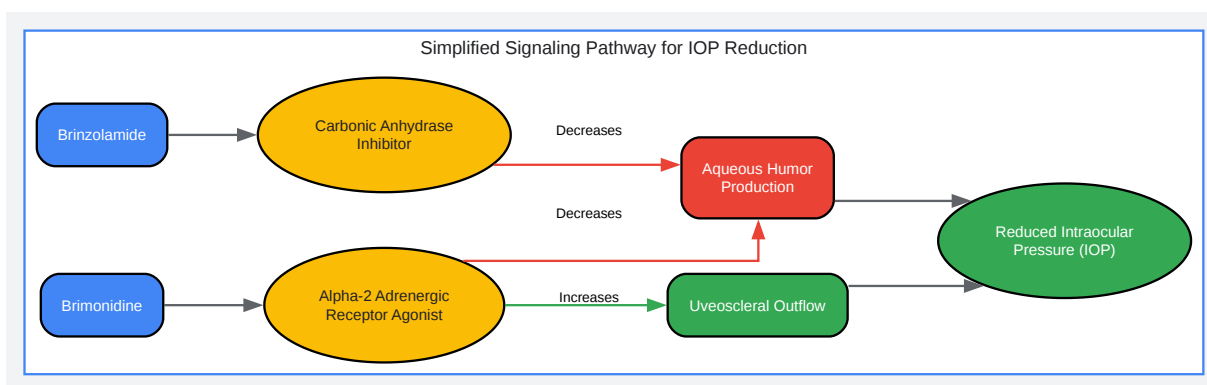 Simplified Signaling Pathway for IOP Reduction
Brinzolamide
Carbonic Anhydrase
Inhibitor
Decreases
Aqueous Humor
Production
Decreases
Reduced Intraocular
Pressure (IOP)
Brimonidine
Alpha-2 Adrenergic
Receptor Agonist
Increases
Uveoscleral Outflow